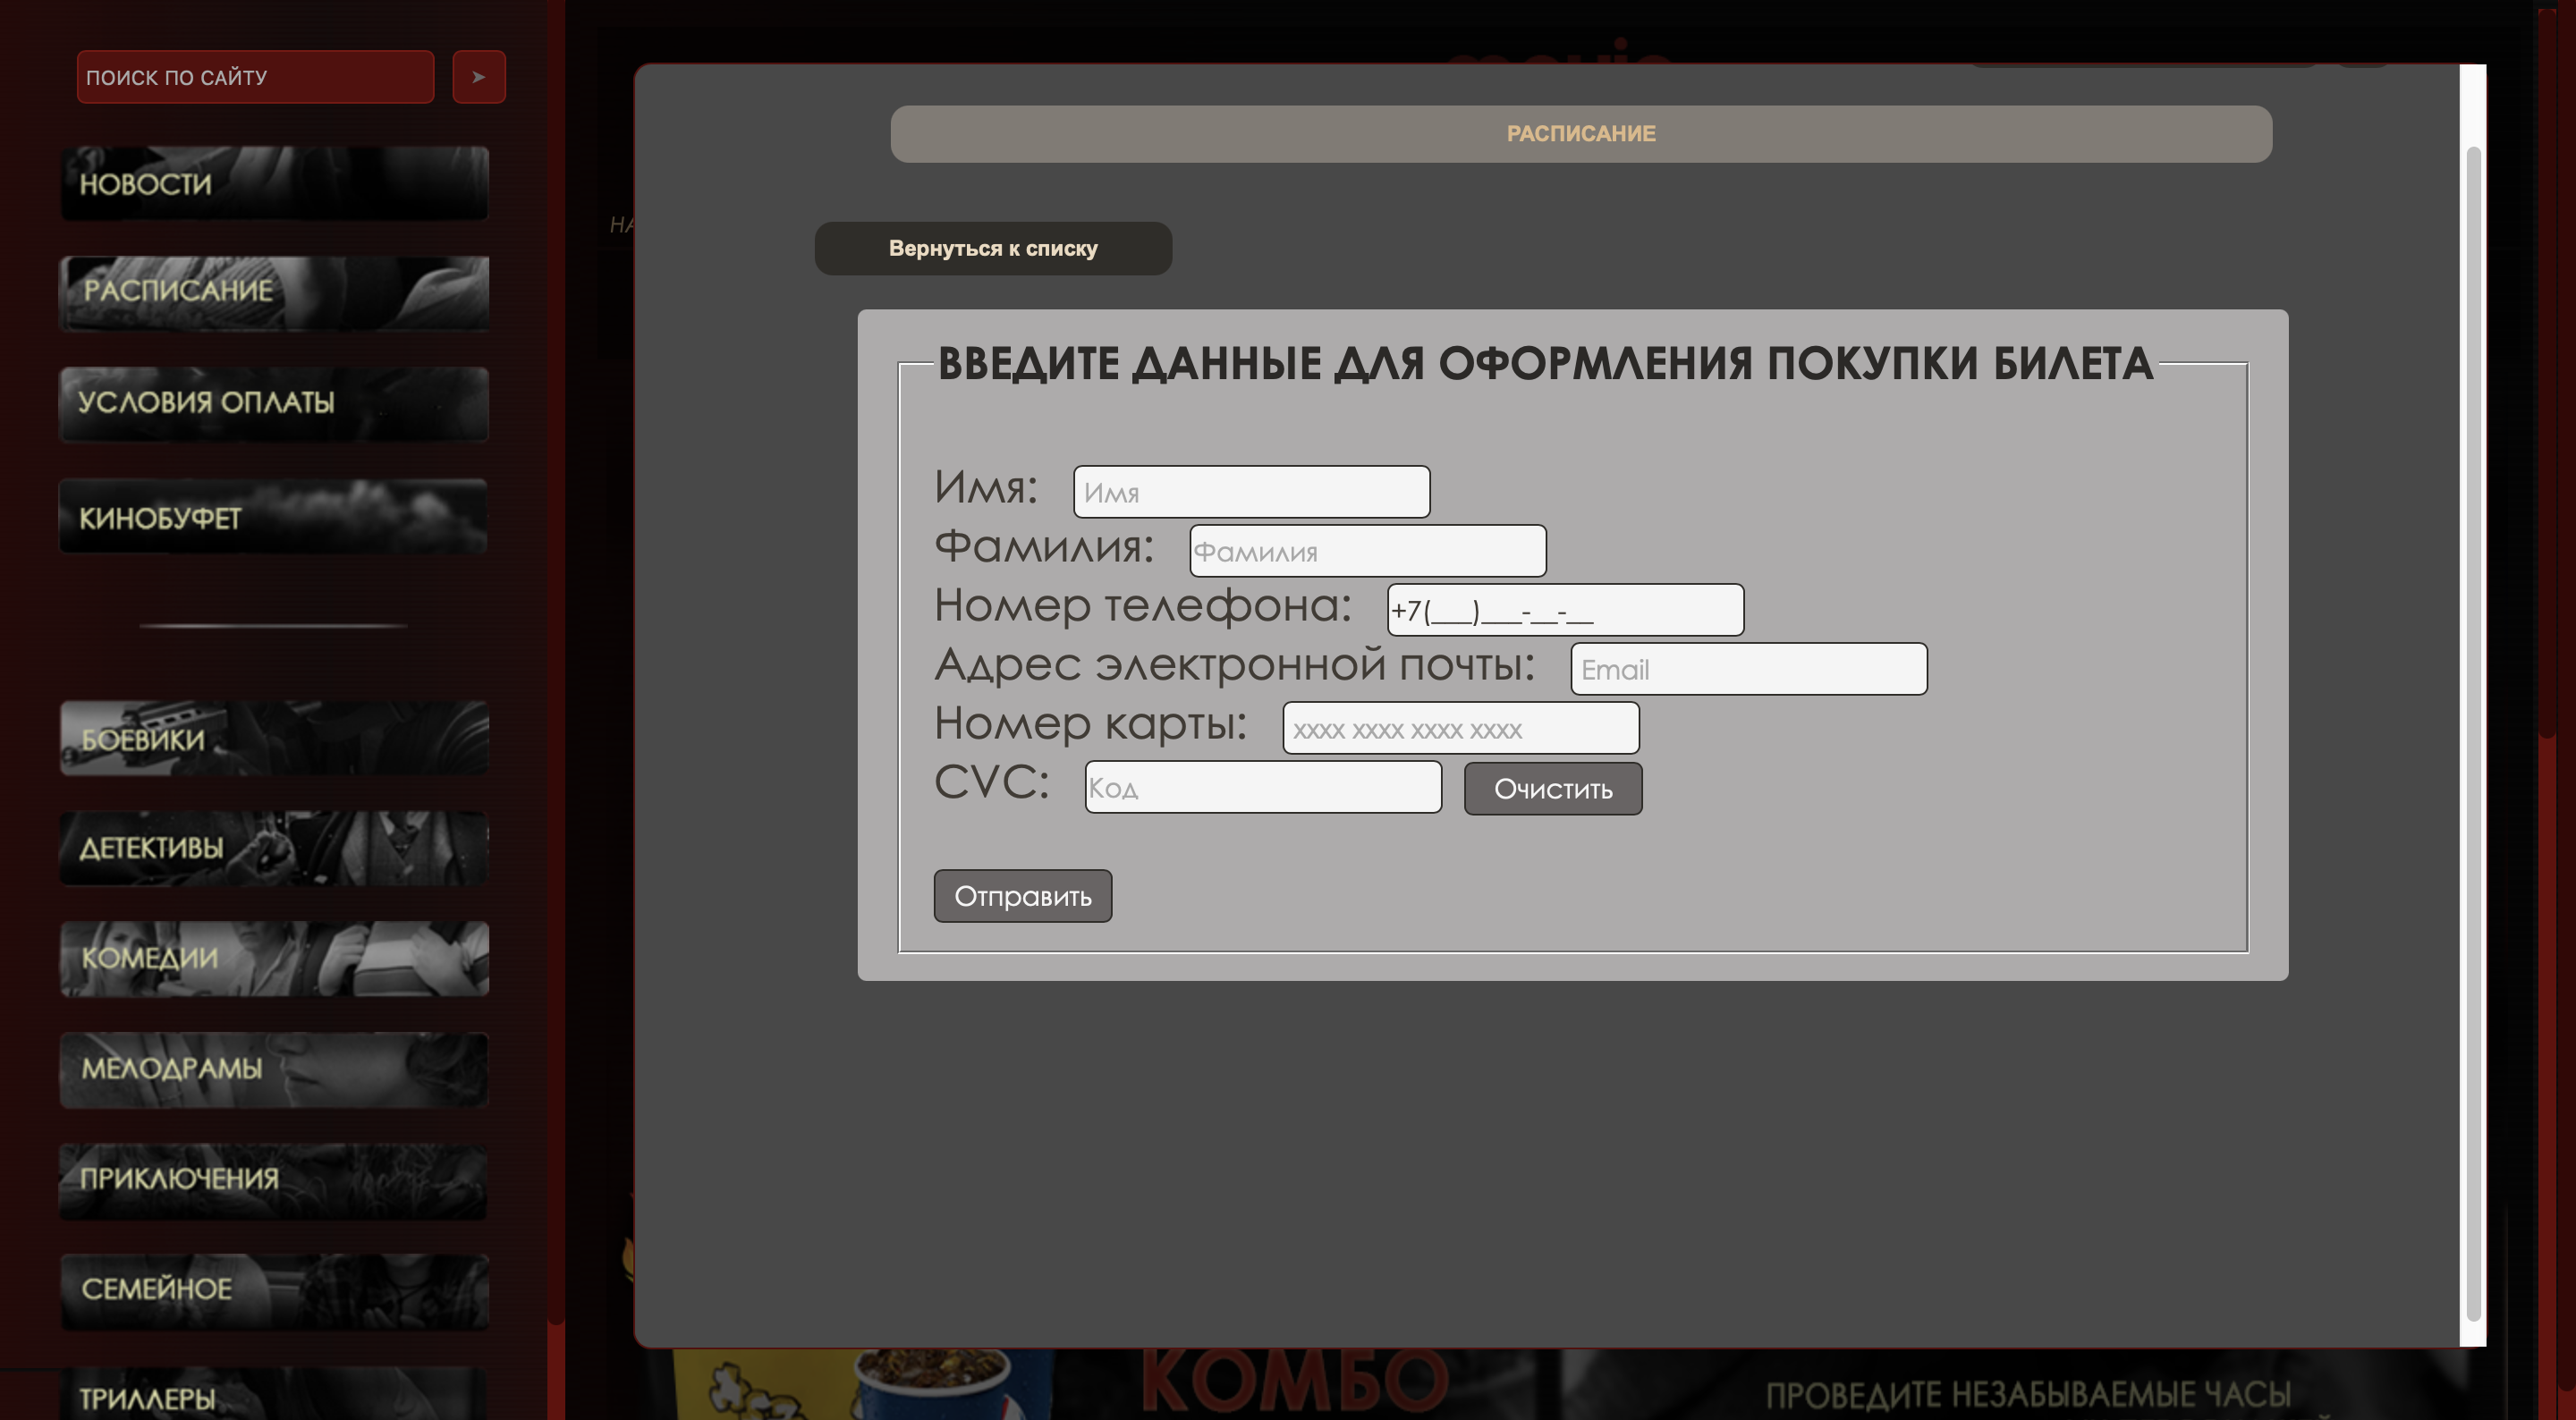 ПОИСК ПО САЙТУ
НОВОСТИ
РАСПИСАНИЕ
УСЛОВИЯ ОПЛАТЫ
КИНОБУФЕТ
БОЕВИКИ
ДЕТЕКТИВЫ
КОМЕДИИ
МЕЛОДРАМЫ
ПРИКЛЮЧЕНИЯ
СЕМЕЙНОЕ
ТРИЛЛЕРЫ
НА
РАСПИСАНИЕ
Вернуться к списку
ВВЕДИТЕ ДАННЫЕ ДЛЯ ОФОРМЛЕНИЯ ПОКУПКИ БИЛЕТА
Имя: Имя
Фамилия: Фамилия
Номер телефона: +7(___)___-__-__
Адрес электронной почты: Email
Номер карты: xxxx xxxx xxxx xxxx
CVC: Код Очистить
Отправить
КОМБО
ПРОВЕДИТЕ НЕЗАБЫВАЕМЫЕ ЧАСЫ